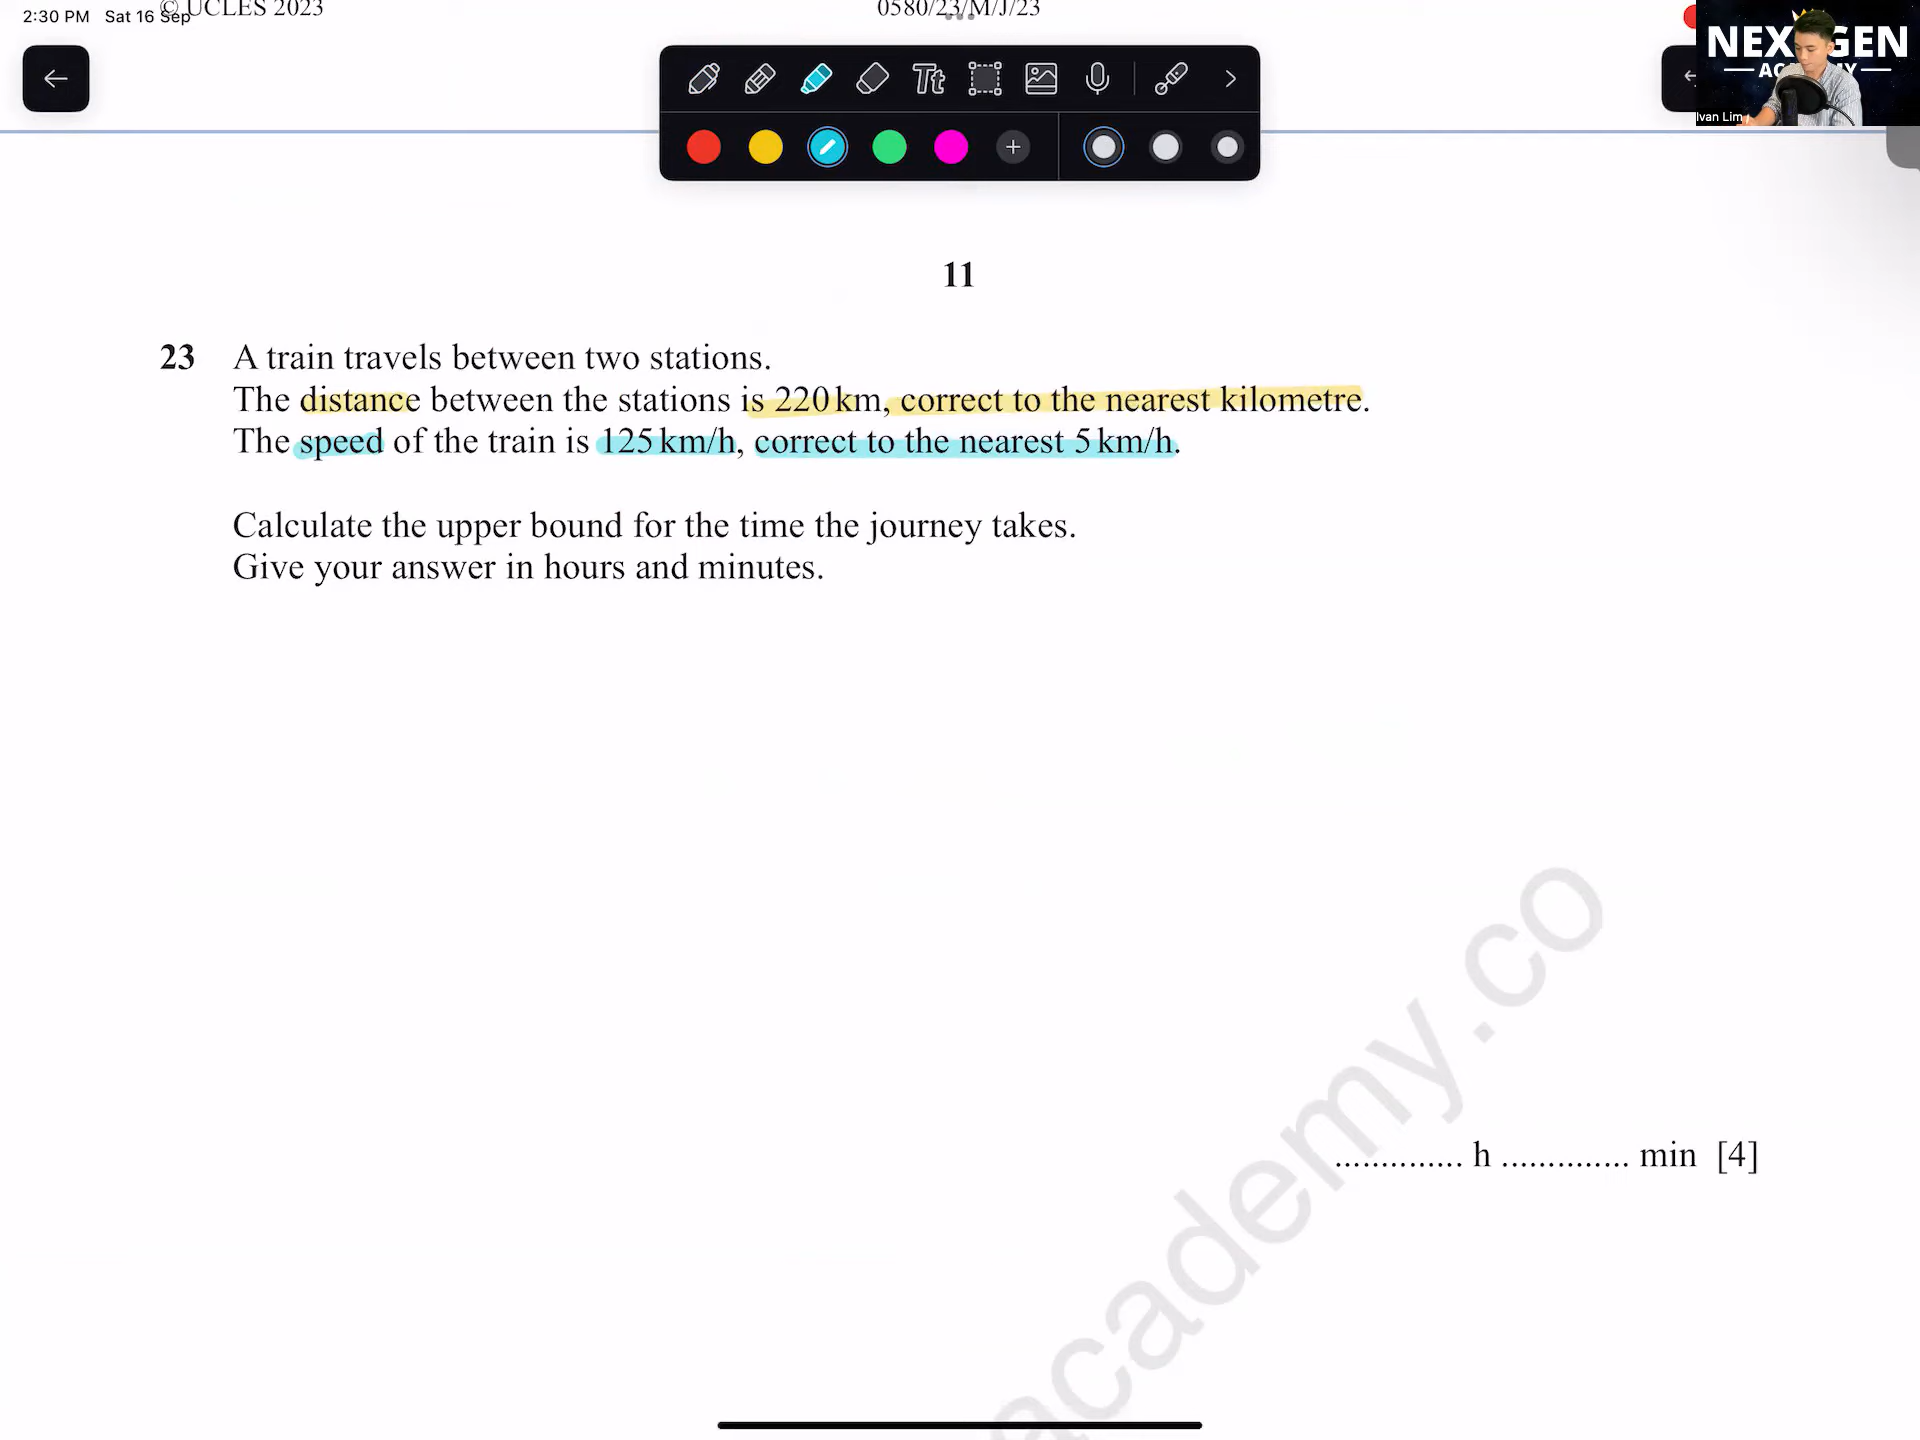 2:30 PM Sat 16 Sep
© UCLES 2023
0580/23/M/J/23
NEXTGEN
ACADEMY
Ivan Lim
Tt
11
23 A train travels between two stations.
The distance between the stations is 220 km, correct to the nearest kilometre.
The speed of the train is 125 km/h, correct to the nearest 5 km/h.
Calculate the upper bound for the time the journey takes.
Give your answer in hours and minutes.
.............. h .............. min [4]
academy.co